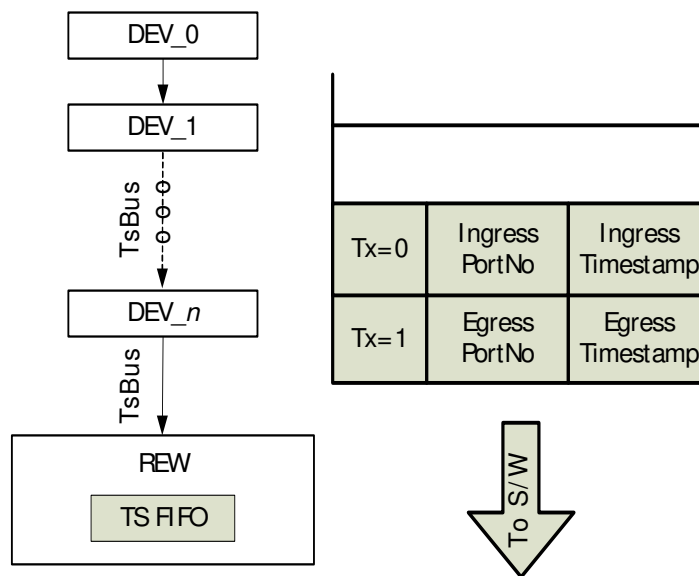 DEV_0
DEV_1
TsBus
DEV_n
TsBus
REW
TS FIFO
Tx=0
Ingress
PortNo
Ingress
Timestamp
Tx=1
Egress
PortNo
Egress
Timestamp
To S/W